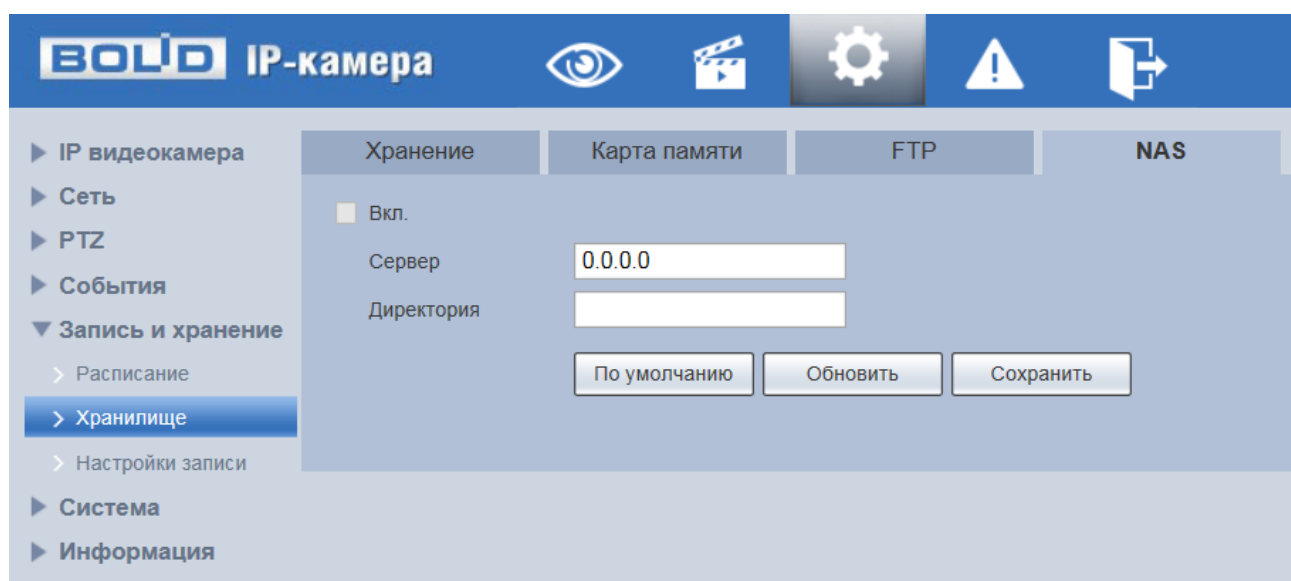 BOLID IP-камера
IP видеокамера
Сеть
PTZ
События
Запись и хранение
Расписание
Хранилище
Настройки записи
Система
Информация
Хранение Карта памяти FTP NAS
Вкл.
Сервер 0.0.0.0
Директория
По умолчанию Обновить Сохранить